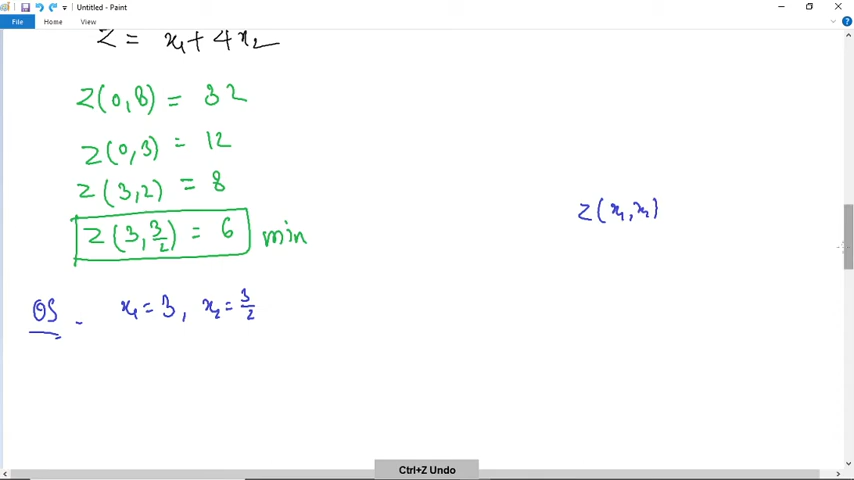 Untitled - Paint
File Home View
Z = x₁ + 4x₂
Z(0,8) = 32
Z(0,3) = 12
Z(3,2) = 8
Z(3,3/2) = 6 min
Z(x₁,x₂)
OS - x₁ = 3, x₂ = 3/2
Ctrl+Z Undo